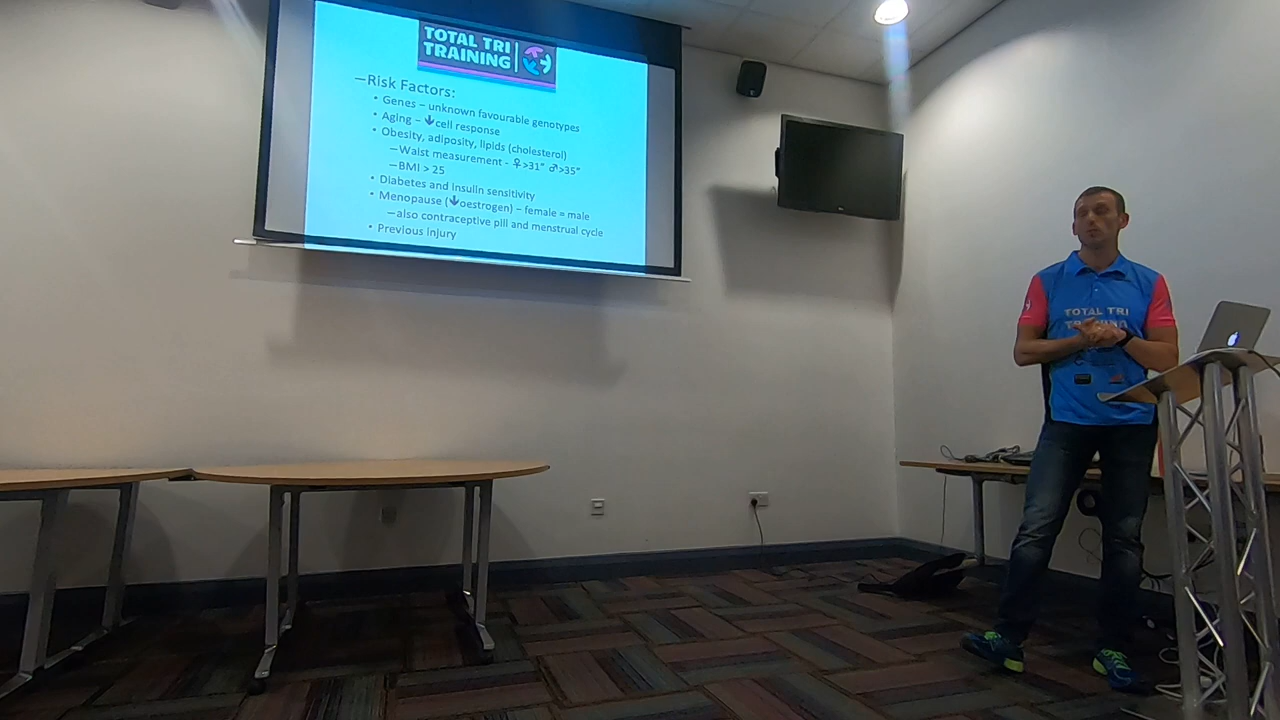 TOTAL TRI
TRAINING
–Risk Factors:
• Genes – unknown favourable genotypes
• Aging – ↓cell response
• Obesity, adiposity, lipids (cholesterol)
–Waist measurement - ♀>31" ♂>35"
–BMI > 25
• Diabetes and insulin sensitivity
• Menopause (↓oestrogen) – female = male
–also contraceptive pill and menstrual cycle
• Previous injury
TOTAL TRI
TRAINING